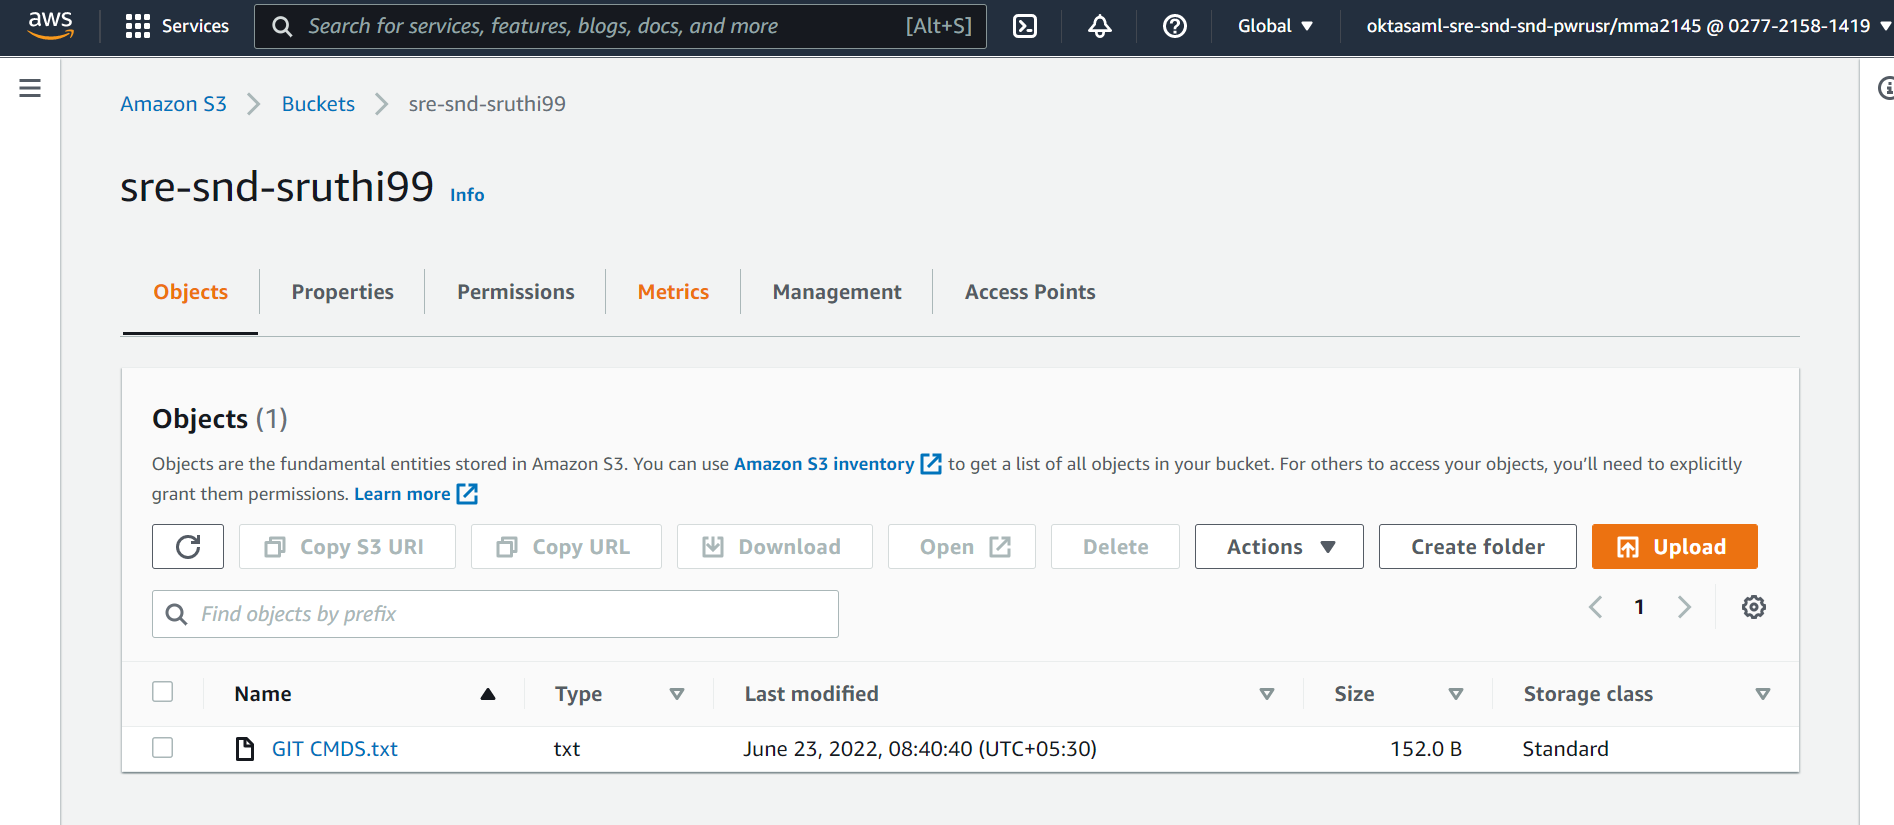 aws Services Search for services, features, blogs, docs, and more [Alt+S] Global oktasaml-sre-snd-snd-pwrusr/mma2145 @ 0277-2158-1419
Amazon S3 Buckets sre-snd-sruthi99
sre-snd-sruthi99 Info
Objects Properties Permissions Metrics Management Access Points
Objects (1)
Objects are the fundamental entities stored in Amazon S3. You can use Amazon S3 inventory to get a list of all objects in your bucket. For others to access your objects, you'll need to explicitly
grant them permissions. Learn more
Copy S3 URI Copy URL Download Open Delete Actions Create folder Upload
Find objects by prefix 1
Name Type Last modified Size Storage class
GIT CMDS.txt txt June 23, 2022, 08:40:40 (UTC+05:30) 152.0 B Standard